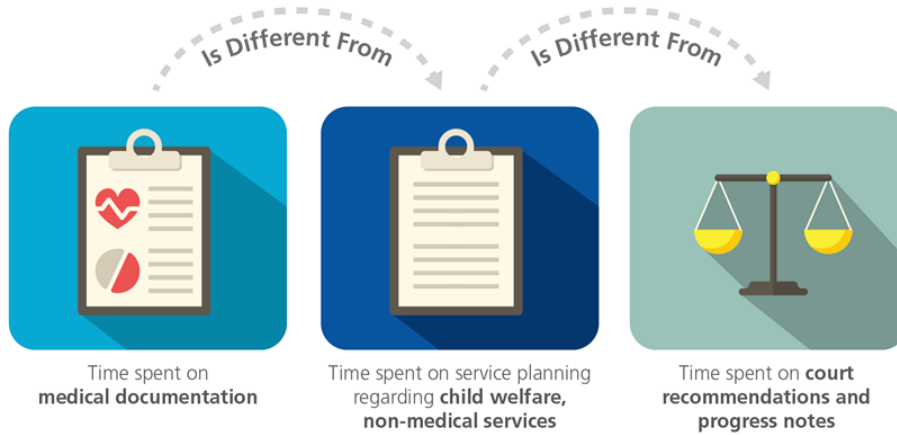 Is Different From
Is Different From
Time spent on
medical documentation
Time spent on service planning
regarding child welfare,
non-medical services
Time spent on court
recommendations and
progress notes